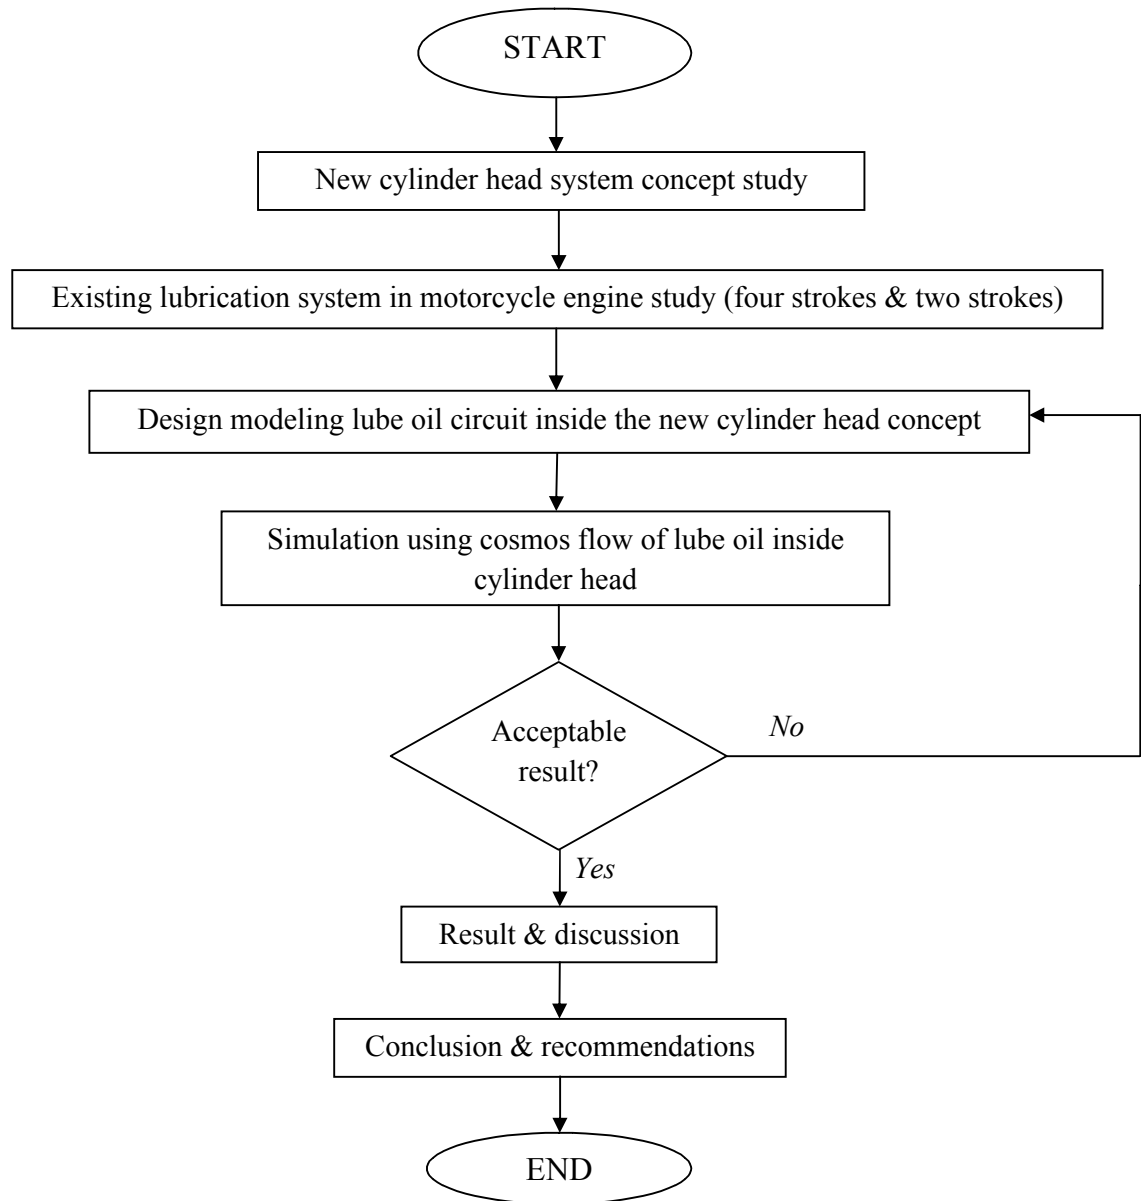 START
New cylinder head system concept study
Existing lubrication system in motorcycle engine study (four strokes & two strokes)
Design modeling lube oil circuit inside the new cylinder head concept
Simulation using cosmos flow of lube oil inside
cylinder head
Acceptable
result?
No
Yes
Result & discussion
Conclusion & recommendations
END